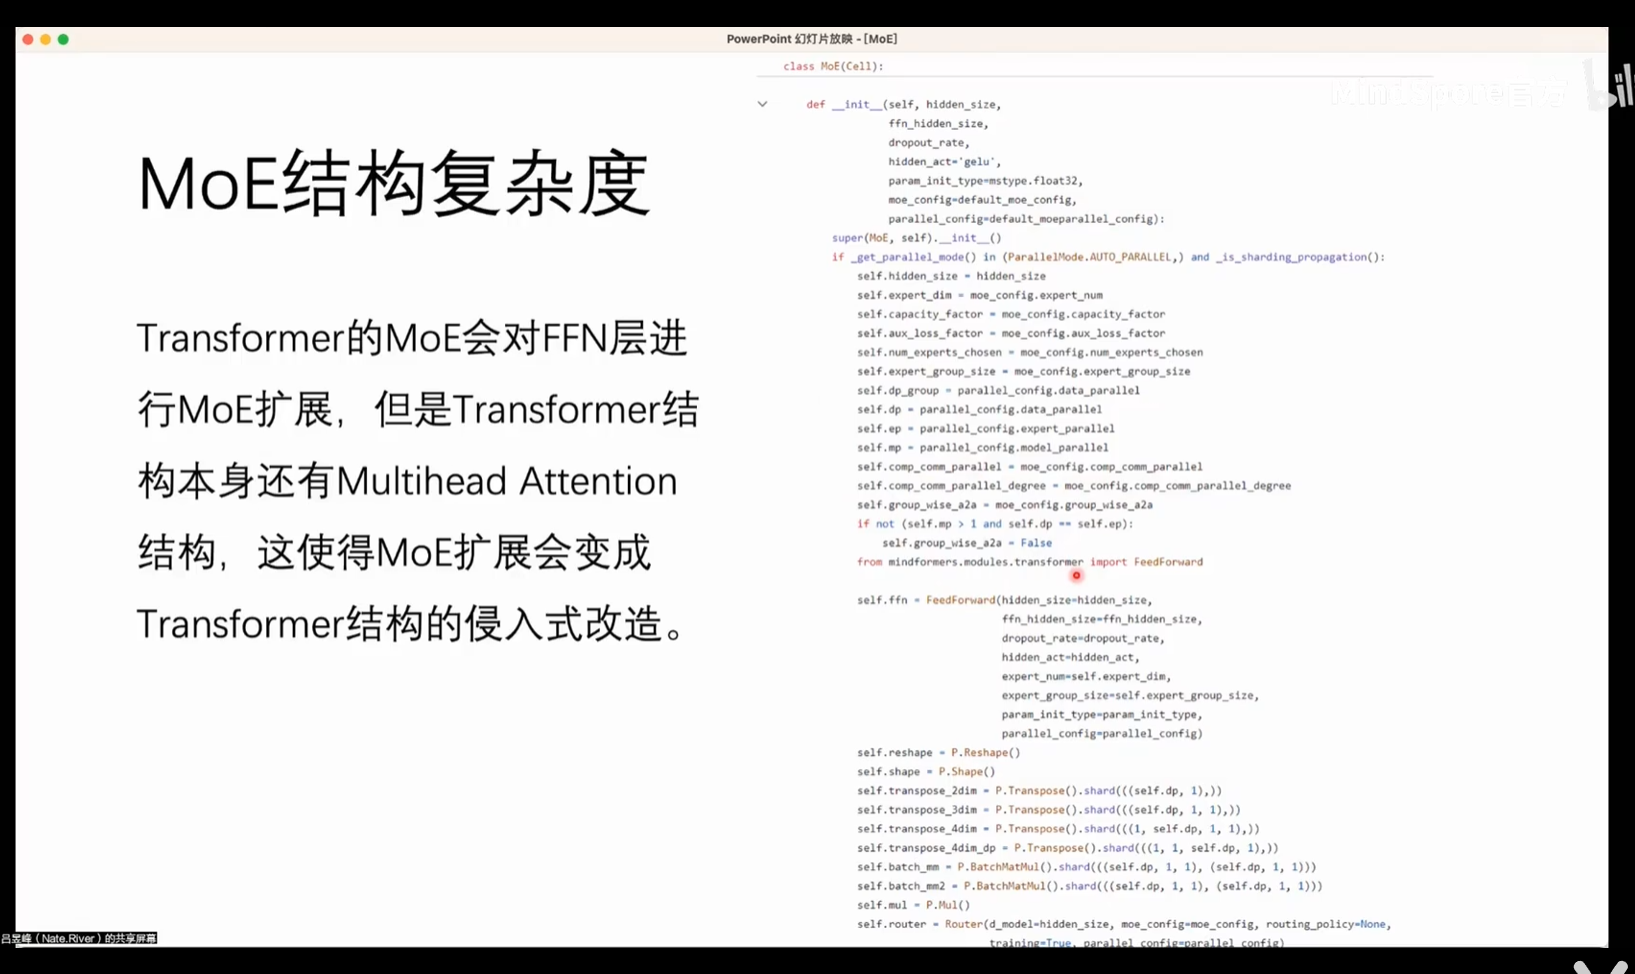 PowerPoint 幻灯片放映 - [MoE]
MindSpore官方
MoE结构复杂度
Transformer的MoE会对FFN层进
行MoE扩展，但是Transformer结
构本身还有Multihead Attention
结构，这使得MoE扩展会变成
Transformer结构的侵入式改造。
class MoE(Cell):
def __init__(self, hidden_size,
ffn_hidden_size,
dropout_rate,
hidden_act='gelu',
param_init_type=mstype.float32,
moe_config=default_moe_config,
parallel_config=default_moeparallel_config):
super(MoE, self).__init__()
if _get_parallel_mode() in (ParallelMode.AUTO_PARALLEL,) and _is_sharding_propagation():
self.hidden_size = hidden_size
self.expert_dim = moe_config.expert_num
self.capacity_factor = moe_config.capacity_factor
self.aux_loss_factor = moe_config.aux_loss_factor
self.num_experts_chosen = moe_config.num_experts_chosen
self.expert_group_size = moe_config.expert_group_size
self.dp_group = parallel_config.data_parallel
self.dp = parallel_config.data_parallel
self.ep = parallel_config.expert_parallel
self.mp = parallel_config.model_parallel
self.comp_comm_parallel = moe_config.comp_comm_parallel
self.comp_comm_parallel_degree = moe_config.comp_comm_parallel_degree
self.group_wise_a2a = moe_config.group_wise_a2a
if not (self.mp > 1 and self.dp == self.ep):
self.group_wise_a2a = False
from mindformers.modules.transformer import FeedForward
self.ffn = FeedForward(hidden_size=hidden_size,
ffn_hidden_size=ffn_hidden_size,
dropout_rate=dropout_rate,
hidden_act=hidden_act,
expert_num=self.expert_dim,
expert_group_size=self.expert_group_size,
param_init_type=param_init_type,
parallel_config=parallel_config)
self.reshape = P.Reshape()
self.shape = P.Shape()
self.transpose_2dim = P.Transpose().shard(((self.dp, 1),))
self.transpose_3dim = P.Transpose().shard(((self.dp, 1, 1),))
self.transpose_4dim = P.Transpose().shard(((1, self.dp, 1, 1),))
self.transpose_4dim_dp = P.Transpose().shard(((1, 1, self.dp, 1),))
self.batch_mm = P.BatchMatMul().shard(((self.dp, 1, 1), (self.dp, 1, 1)))
self.batch_mm2 = P.BatchMatMul().shard(((self.dp, 1, 1), (self.dp, 1, 1)))
self.mul = P.Mul()
self.router = Router(d_model=hidden_size, moe_config=moe_config, routing_policy=None,
training=True, parallel_config=parallel_config)
吕昱峰（Nate.River）的共享屏幕